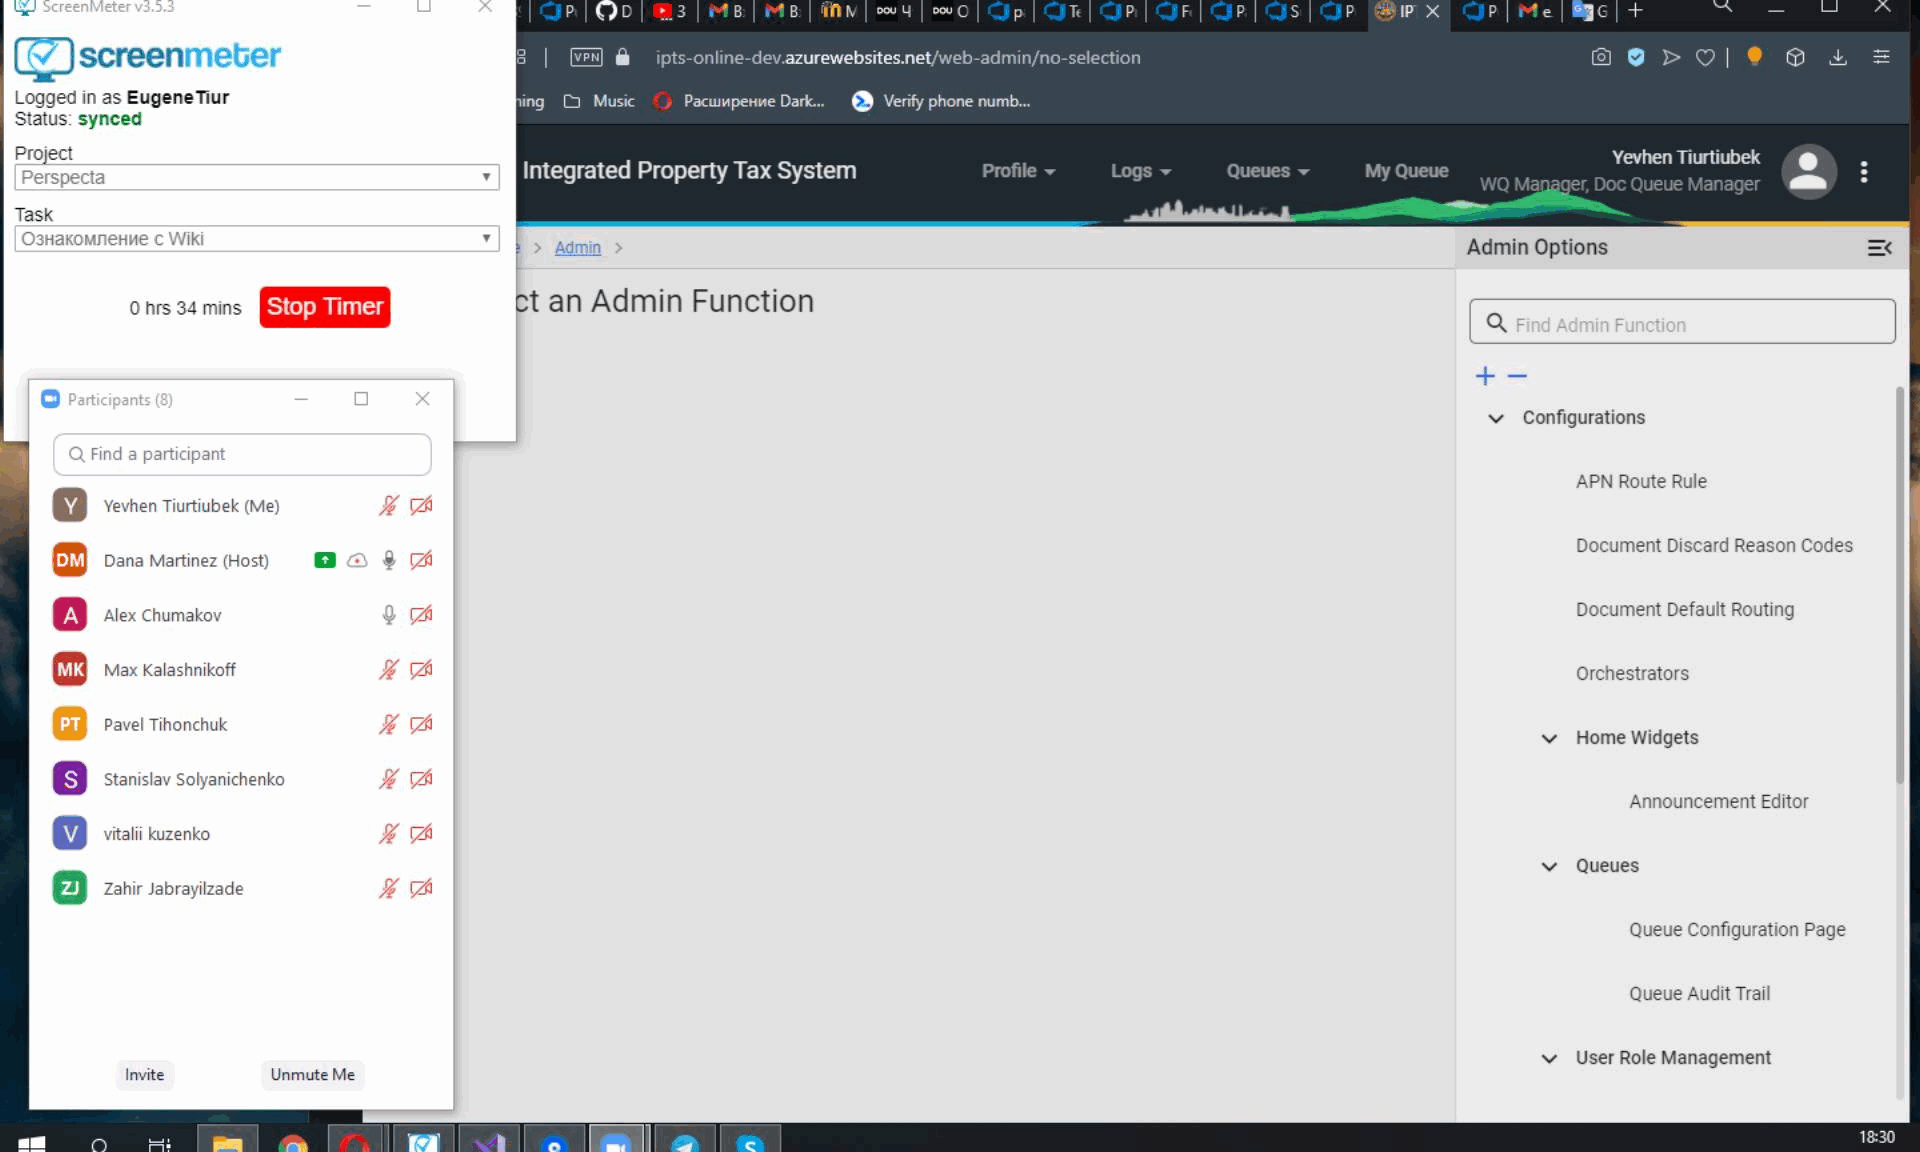 ScreenMeter v3.5.3
screenmeter
Logged in as EugeneTiur
Status: synced
Project
Perspecta
Task
Ознакомление с Wiki
0 hrs 34 mins
Stop Timer
Participants (8)
Find a participant
Y
Yevhen Tiurtiubek (Me)
DM
Dana Martinez (Host)
A
Alex Chumakov
MK
Max Kalashnikoff
PT
Pavel Tihonchuk
S
Stanislav Solyanichenko
V
vitalii kuzenko
ZJ
Zahir Jabrayilzade
Invite
Unmute Me
D
3
M
DOU Ч
DOU O
IP
G
VPN
ipts-online-dev.azurewebsites.net/web-admin/no-selection
Music
Расширение Dark...
Verify phone numb...
Integrated Property Tax System
Profile
Logs
Queues
My Queue
Yevhen Tiurtiubek
WQ Manager, Doc Queue Manager
Admin
ct an Admin Function
Admin Options
Find Admin Function
Configurations
APN Route Rule
Document Discard Reason Codes
Document Default Routing
Orchestrators
Home Widgets
Announcement Editor
Queues
Queue Configuration Page
Queue Audit Trail
User Role Management
18:30